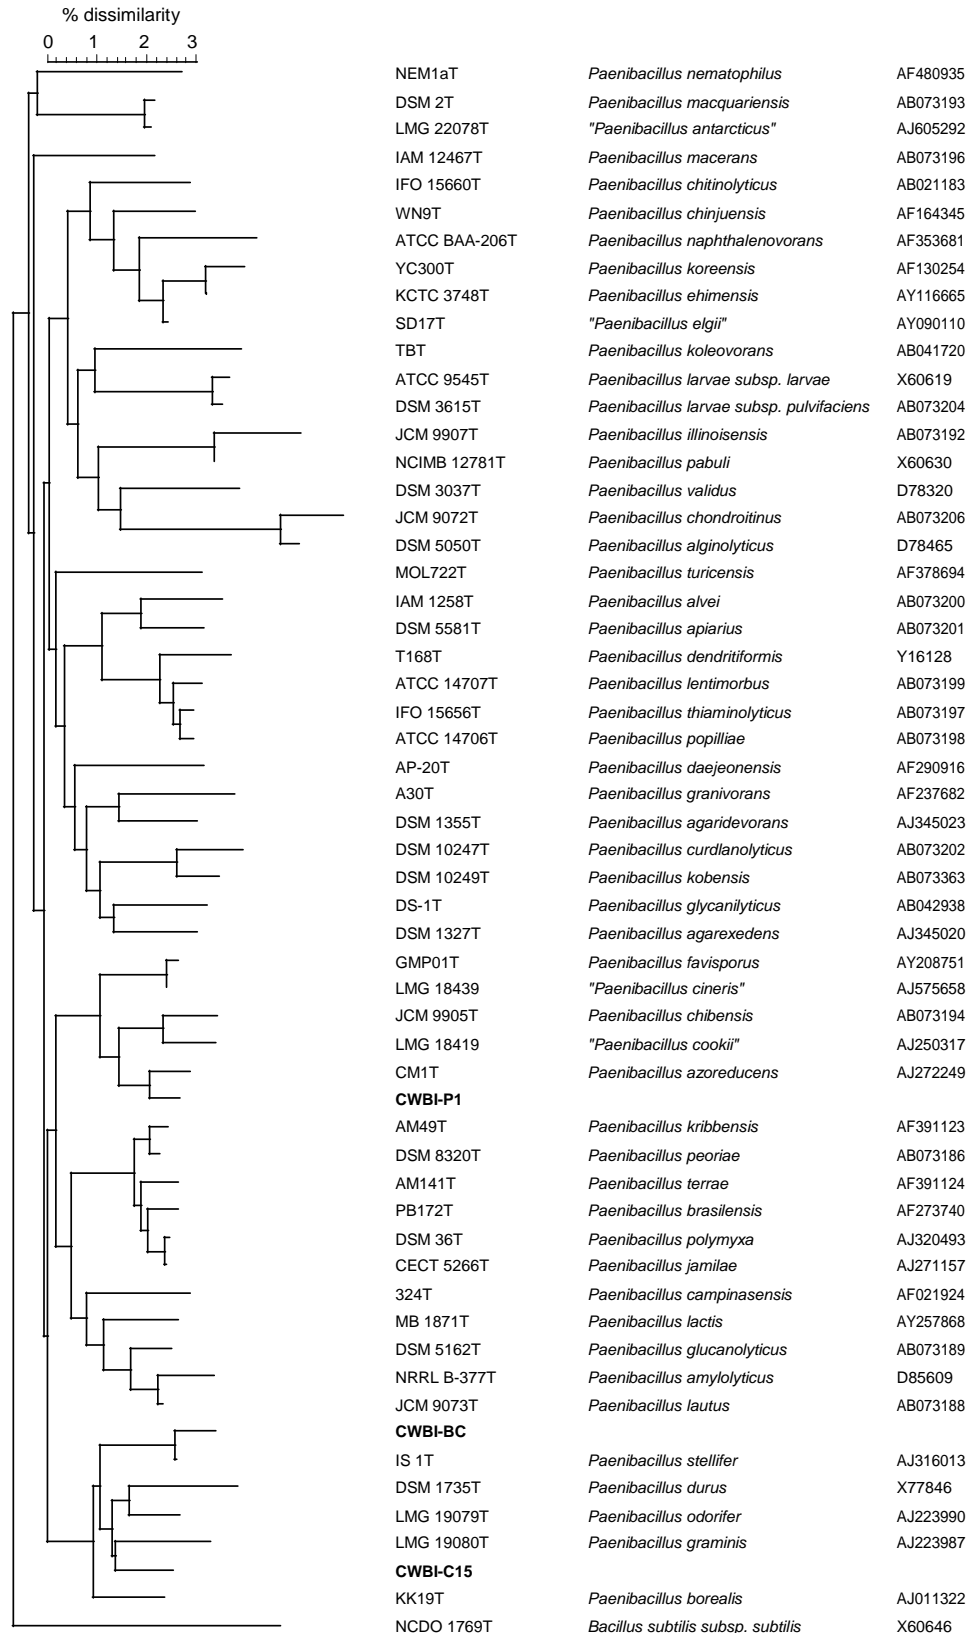 % dissimilarity
0 1 2 3
NEM1aT Paenibacillus nematophilus AF480935
DSM 2T Paenibacillus macquariensis AB073193
LMG 22078T "Paenibacillus antarcticus" AJ605292
IAM 12467T Paenibacillus macerans AB073196
IFO 15660T Paenibacillus chitinolyticus AB021183
WN9T Paenibacillus chinjuensis AF164345
ATCC BAA-206T Paenibacillus naphthalenovorans AF353681
YC300T Paenibacillus koreensis AF130254
KCTC 3748T Paenibacillus ehimensis AY116665
SD17T "Paenibacillus elgii" AY090110
TBT Paenibacillus koleovorans AB041720
ATCC 9545T Paenibacillus larvae subsp. larvae X60619
DSM 3615T Paenibacillus larvae subsp. pulvifaciens AB073204
JCM 9907T Paenibacillus illinoisensis AB073192
NCIMB 12781T Paenibacillus pabuli X60630
DSM 3037T Paenibacillus validus D78320
JCM 9072T Paenibacillus chondroitinus AB073206
DSM 5050T Paenibacillus alginolyticus D78465
MOL722T Paenibacillus turicensis AF378694
IAM 1258T Paenibacillus alvei AB073200
DSM 5581T Paenibacillus apiarius AB073201
T168T Paenibacillus dendritiformis Y16128
ATCC 14707T Paenibacillus lentimorbus AB073199
IFO 15656T Paenibacillus thiaminolyticus AB073197
ATCC 14706T Paenibacillus popilliae AB073198
AP-20T Paenibacillus daejeonensis AF290916
A30T Paenibacillus granivorans AF237682
DSM 1355T Paenibacillus agaridevorans AJ345023
DSM 10247T Paenibacillus curdlanolyticus AB073202
DSM 10249T Paenibacillus kobensis AB073363
DS-1T Paenibacillus glycanilyticus AB042938
DSM 1327T Paenibacillus agarexedens AJ345020
GMP01T Paenibacillus favisporus AY208751
LMG 18439 "Paenibacillus cineris" AJ575658
JCM 9905T Paenibacillus chibensis AB073194
LMG 18419 "Paenibacillus cookii" AJ250317
CM1T Paenibacillus azoreducens AJ272249
CWBI-P1
AM49T Paenibacillus kribbensis AF391123
DSM 8320T Paenibacillus peoriae AB073186
AM141T Paenibacillus terrae AF391124
PB172T Paenibacillus brasilensis AF273740
DSM 36T Paenibacillus polymyxa AJ320493
CECT 5266T Paenibacillus jamilae AJ271157
324T Paenibacillus campinasensis AF021924
MB 1871T Paenibacillus lactis AY257868
DSM 5162T Paenibacillus glucanolyticus AB073189
NRRL B-377T Paenibacillus amylolyticus D85609
JCM 9073T Paenibacillus lautus AB073188
CWBI-BC
IS 1T Paenibacillus stellifer AJ316013
DSM 1735T Paenibacillus durus X77846
LMG 19079T Paenibacillus odorifer AJ223990
LMG 19080T Paenibacillus graminis AJ223987
CWBI-C15
KK19T Paenibacillus borealis AJ011322
NCDO 1769T Bacillus subtilis subsp. subtilis X60646